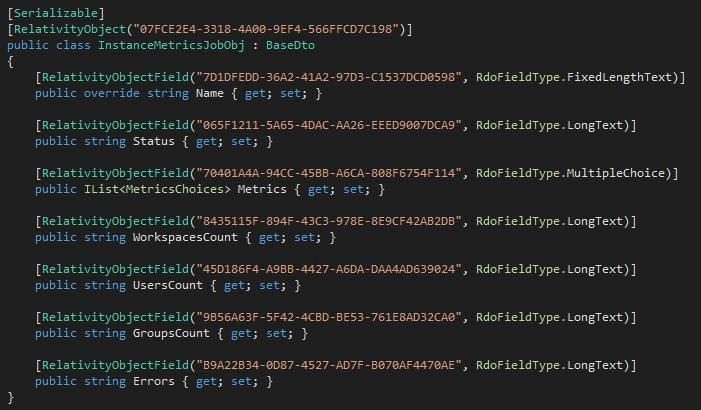 [Serializable]
[RelativityObject("07FCE2E4-3318-4A00-9EF4-566FFCD7C198")]
public class InstanceMetricsJobObj : BaseDto
{
[RelativityObjectField("7D1DFEDD-36A2-41A2-97D3-C1537DCD0598", RdoFieldType.FixedLengthText)]
public override string Name { get; set; }
[RelativityObjectField("065F1211-5A65-4DAC-AA26-EEED9007DCA9", RdoFieldType.LongText)]
public string Status { get; set; }
[RelativityObjectField("70401A4A-94CC-45BB-A6CA-808F6754F114", RdoFieldType.MultipleChoice)]
public IList<MetricsChoices> Metrics { get; set; }
[RelativityObjectField("8435115F-894F-43C3-978E-8E9CF42AB2DB", RdoFieldType.LongText)]
public string WorkspacesCount { get; set; }
[RelativityObjectField("45D186F4-A9BB-4427-A6DA-DAA4AD639024", RdoFieldType.LongText)]
public string UsersCount { get; set; }
[RelativityObjectField("9B56A63F-5F42-4CBD-BE53-761E8AD32CA0", RdoFieldType.LongText)]
public string GroupsCount { get; set; }
[RelativityObjectField("B9A22B34-0D87-4527-AD7F-B070AF4470AE", RdoFieldType.LongText)]
public string Errors { get; set; }
}